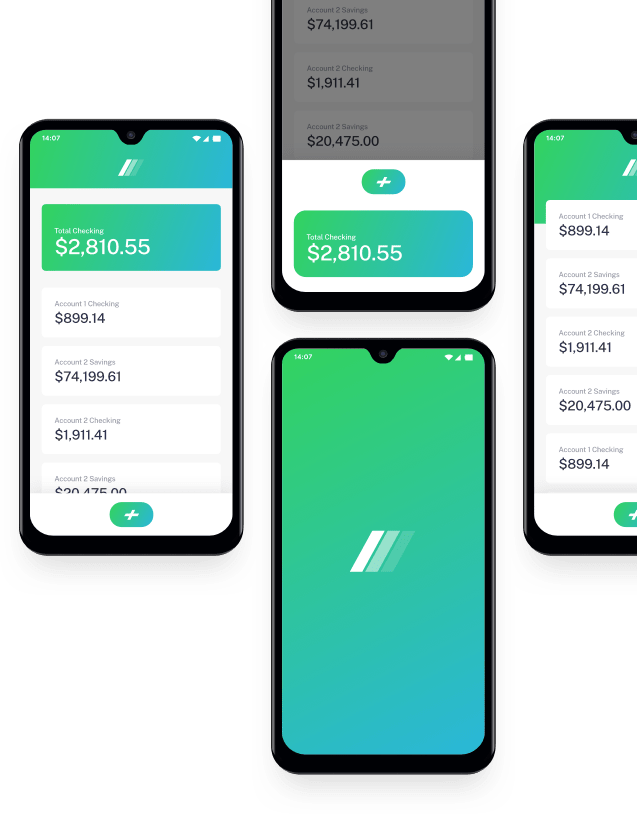 14:07
Total Checking
$2,810.55
Account 1 Checking
$899.14
Account 2 Savings
$74,199.61
Account 2 Checking
$1,911.41
Account 2 Savings
$20,475.00
Account 2 Savings
$74,199.61
Account 2 Checking
$1,911.41
Account 2 Savings
$20,475.00
Total Checking
$2,810.55
14:07
14:07
Account 1 Checking
$899.14
Account 2 Savings
$74,199.61
Account 2 Checking
$1,911.41
Account 2 Savings
$20,475.00
Account 1 Checking
$899.14